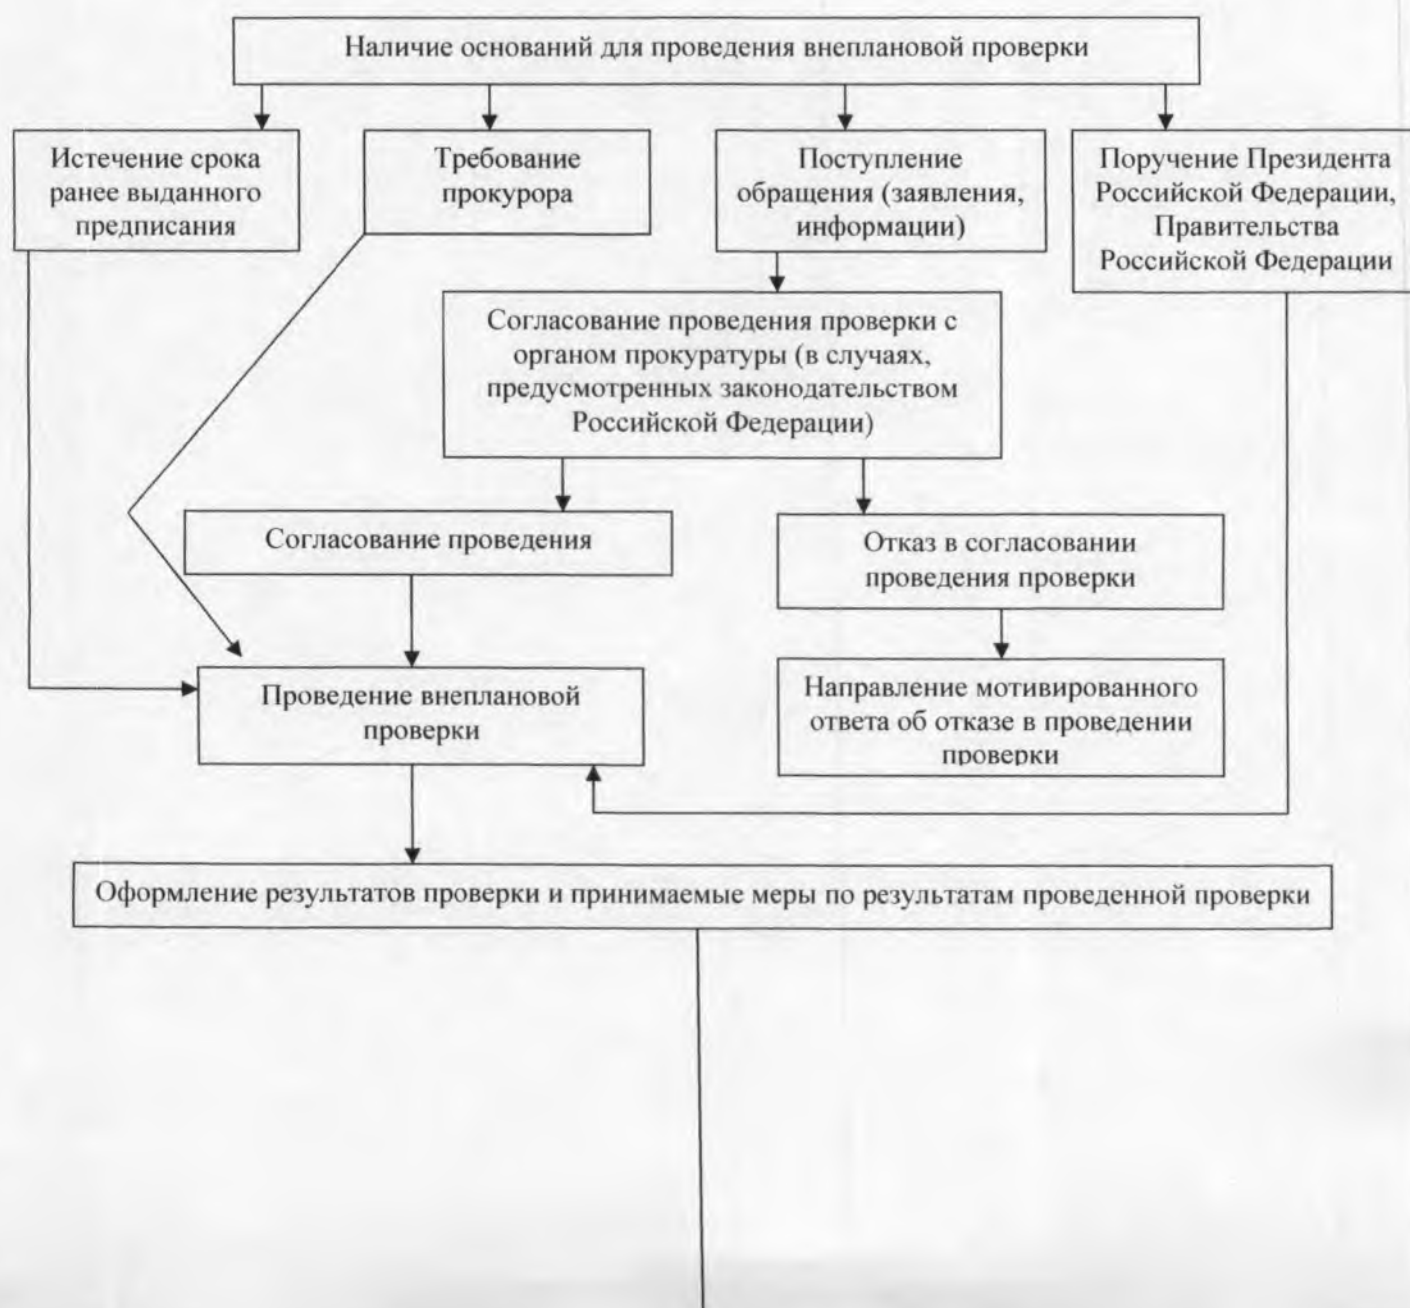 Наличие оснований для проведения внеплановой проверки
Истечение срока
ранее выданного
предписания
Требование
прокурора
Поступление
обращения (заявления,
информации)
Поручение Президента
Российской Федерации,
Правительства
Российской Федерации
Согласование проведения проверки с
органом прокуратуры (в случаях,
предусмотренных законодательством
Российской Федерации)
Согласование проведения
Отказ в согласовании
проведения проверки
Проведение внеплановой
проверки
Направление мотивированного
ответа об отказе в проведении
проверки
Оформление результатов проверки и принимаемые меры по результатам проведенной проверки